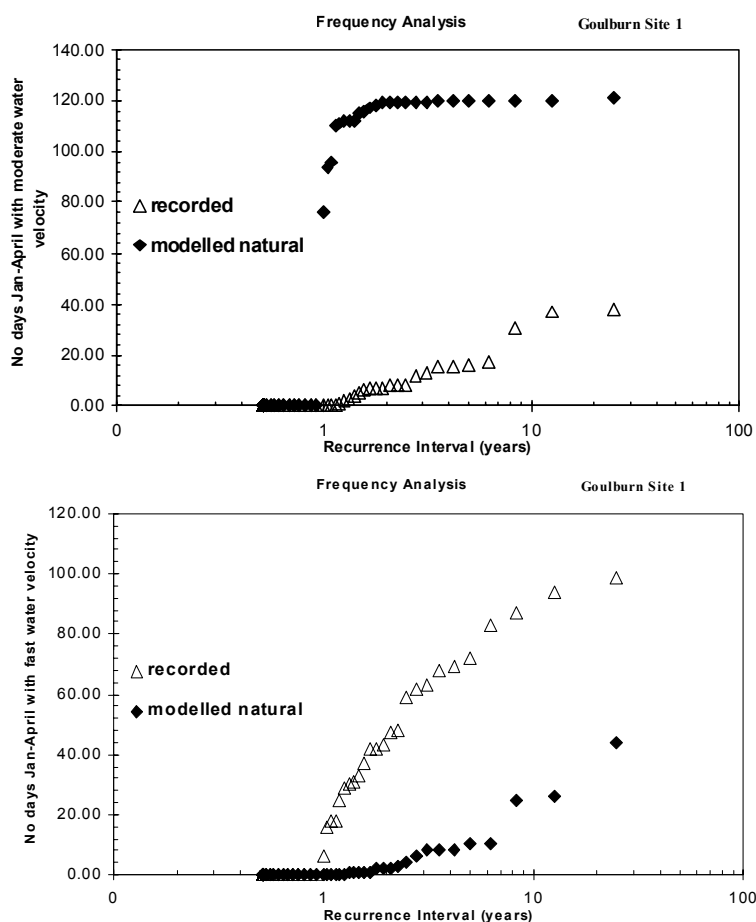 Frequency Analysis Goulburn Site 1
140.00
120.00
100.00
80.00
60.00
40.00
20.00
0.00
No days Jan-April with moderate water
velocity
recorded
modelled natural
0 1 10 100
Recurrence Interval (years)
Frequency Analysis Goulburn Site 1
120.00
100.00
80.00
60.00
40.00
20.00
0.00
No days Jan-April with fast water velocity
recorded
modelled natural
0 1 10 100
Recurrence Interval (years)